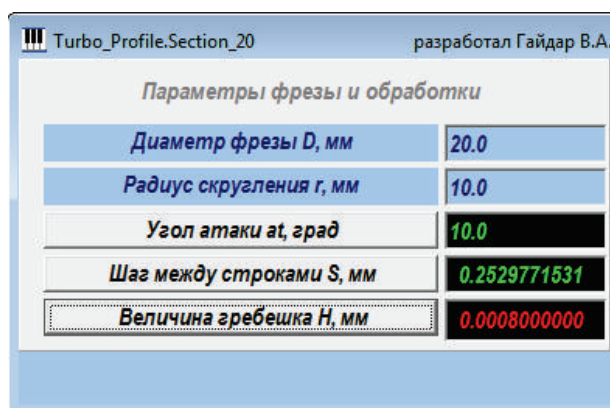 Turbo_Profile.Section_20 разработал Гайдар В.А.
Параметры фрезы и обработки
Диаметр фрезы D, мм 20.0
Радиус скругления r, мм 10.0
Угол атаки at, град 10.0
Шаг между строками S, мм 0.2529771531
Величина гребешка H, мм 0.0008000000